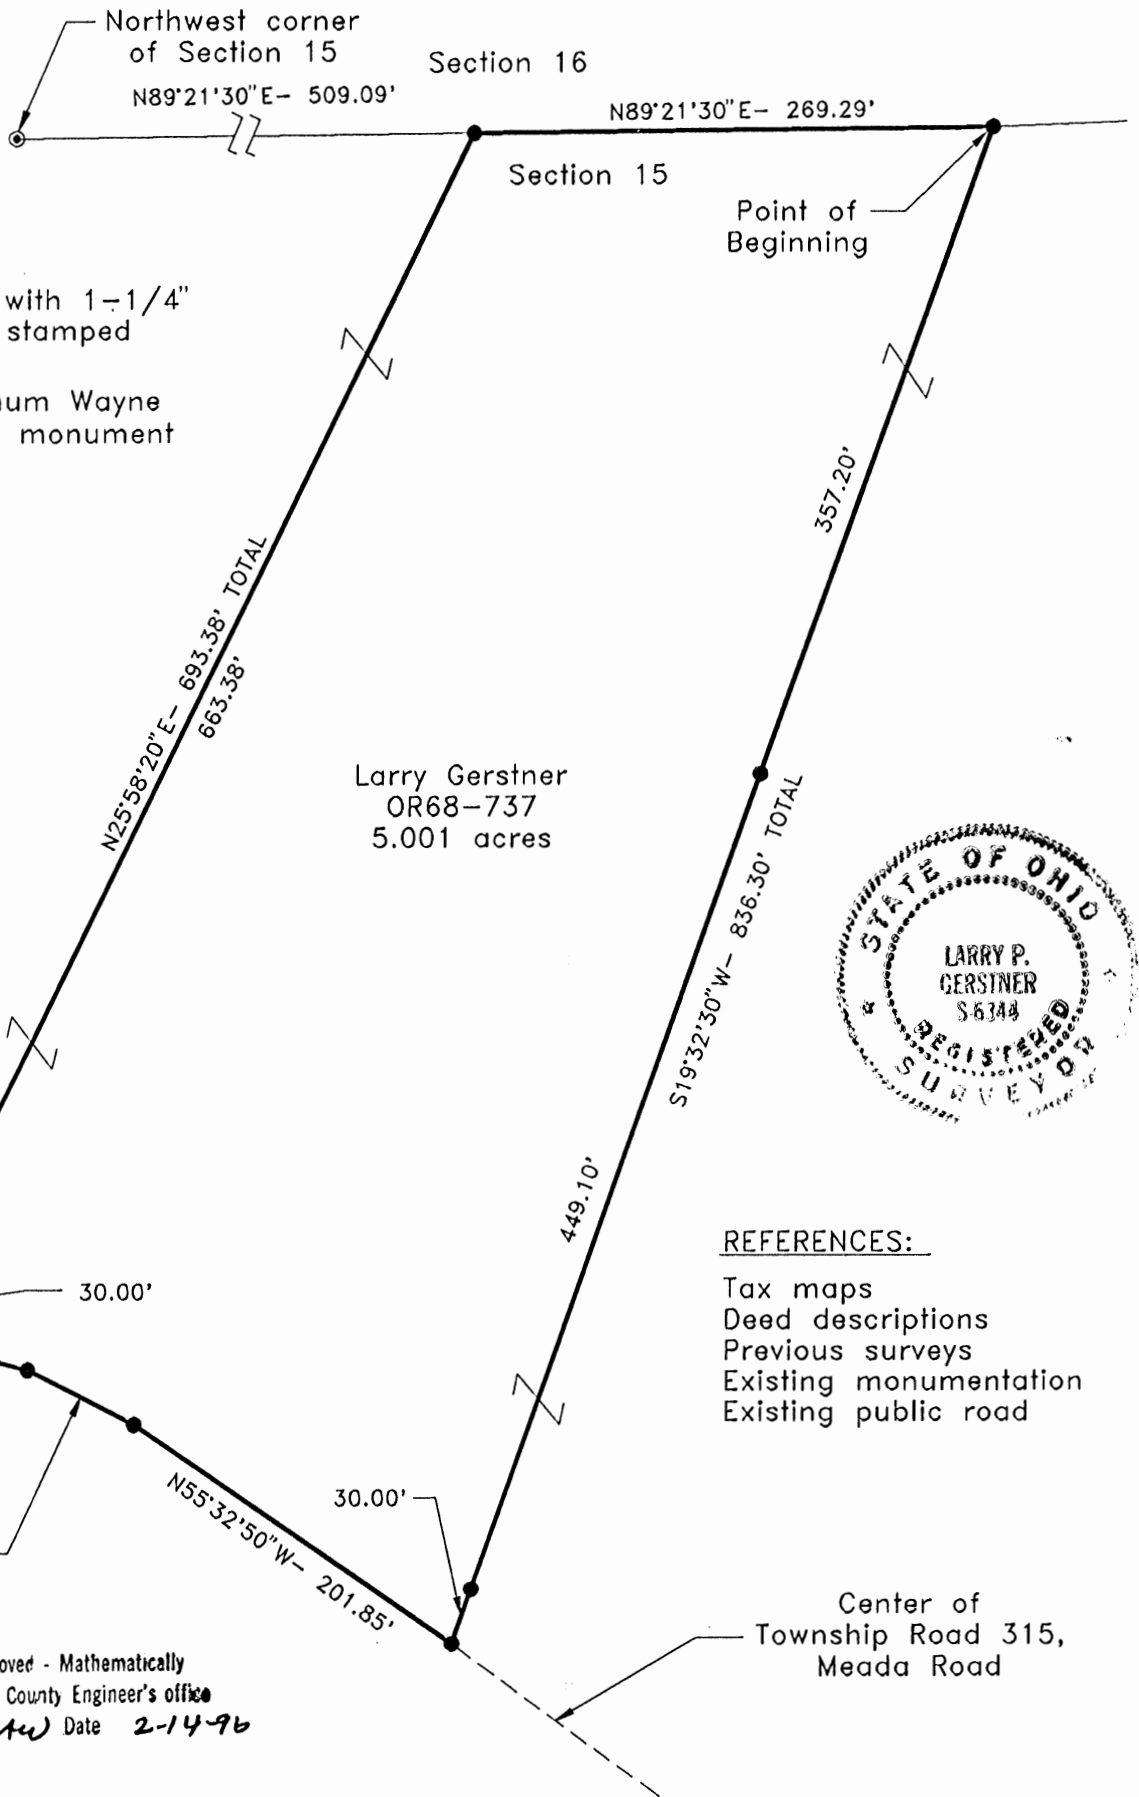 Northwest corner
of Section 15
Section 16
N89°21'30"E- 509.09'
N89°21'30"E- 269.29'
Section 15
Point of
Beginning
with 1-1/4"
stamped
um Wayne
monument
357.20'
N25°58'20"E- 693.38' TOTAL
663.38'
Larry Gerstner
OR68-737
5.001 acres
S19°32'30"W- 836.30' TOTAL
STATE OF OHIO
LARRY P.
GERSTNER
S-6344
REGISTERED
SURVEYOR
449.10'
REFERENCES:
Tax maps
Deed descriptions
Previous surveys
Existing monumentation
Existing public road
30.00'
N55°32'50"W- 201.85'
30.00'
Center of
Township Road 315,
Meada Road
oved - Mathematically
County Engineer's office
Date 2-14-96